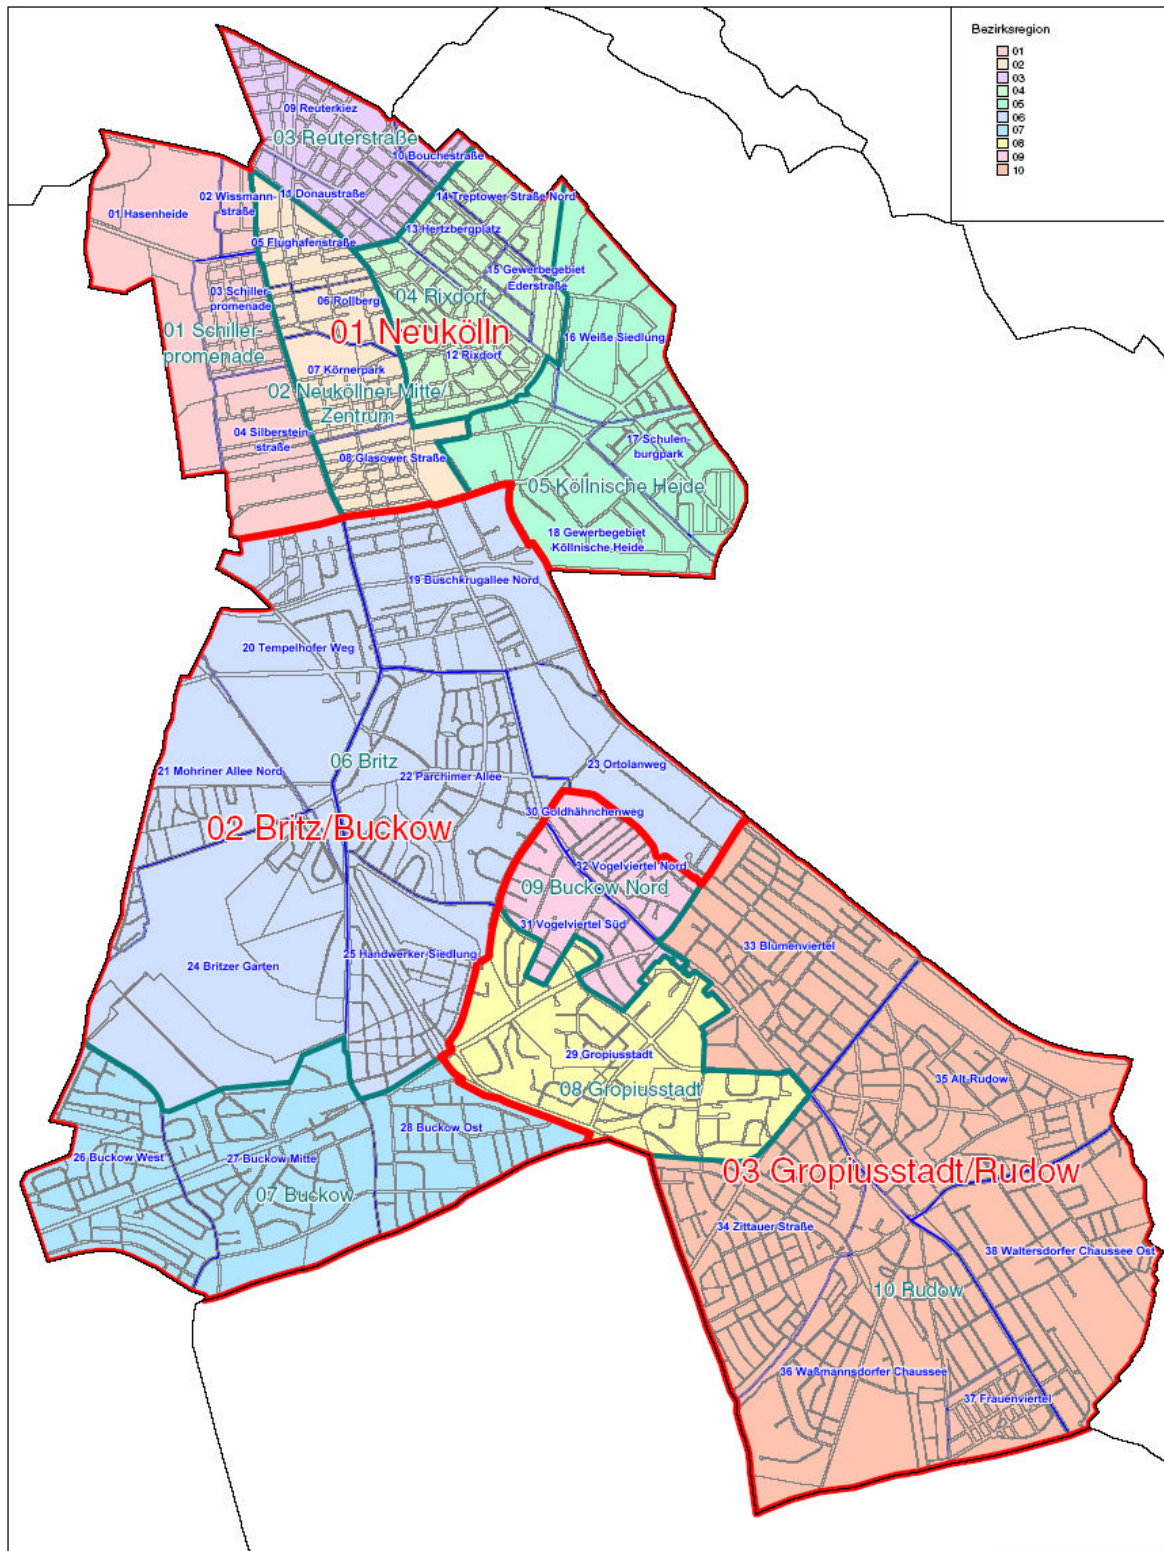 Bezirksregion
01
02
03
04
05
06
07
08
09
10
09 Reuterkiez
03 Reuterstraße
10 Bouchestraße
02 Wissmann-
straße
11 Donaustraße
14 Treptower Straße Nord
01 Hasenheide
13 Hertzbergplatz
05 Flughafenstraße
15 Gewerbegebiet
Ederstraße
03 Schiller
promenade
06 Rollberg
04 Rixdorf
01 Neukölln
01 Schiller-
promenade
16 Weiße Siedlung
12 Rixdorf
07 Körnerpark
02 Neuköllner Mitte/
Zentrum
04 Silberstein-
straße
17 Schulen-
burgpark
08 Glasower Straße
05 Köllnische Heide
18 Gewerbegebiet
Köllnische Heide
19 Buschkrugallee Nord
20 Tempelhofer Weg
06 Britz
23 Ortolanweg
21 Mohriner Allee Nord
22 Parchimer Allee
30 Goldhähnchenweg
02 Britz/Buckow
32 Vogelviertel Nord
09 Buckow Nord
31 Vogelviertel Süd
33 Blumenviertel
25 Handwerker-Siedlung
24 Britzer Garten
29 Gropiusstadt
35 Alt-Rudow
08 Gropiusstadt
28 Buckow Ost
26 Buckow West
27 Buckow Mitte
03 Gropiusstadt/Rudow
07 Buckow
34 Zittauer Straße
38 Waltersdorfer Chaussee Ost
10 Rudow
36 Waßmannsdorfer Chaussee
37 Frauenviertel